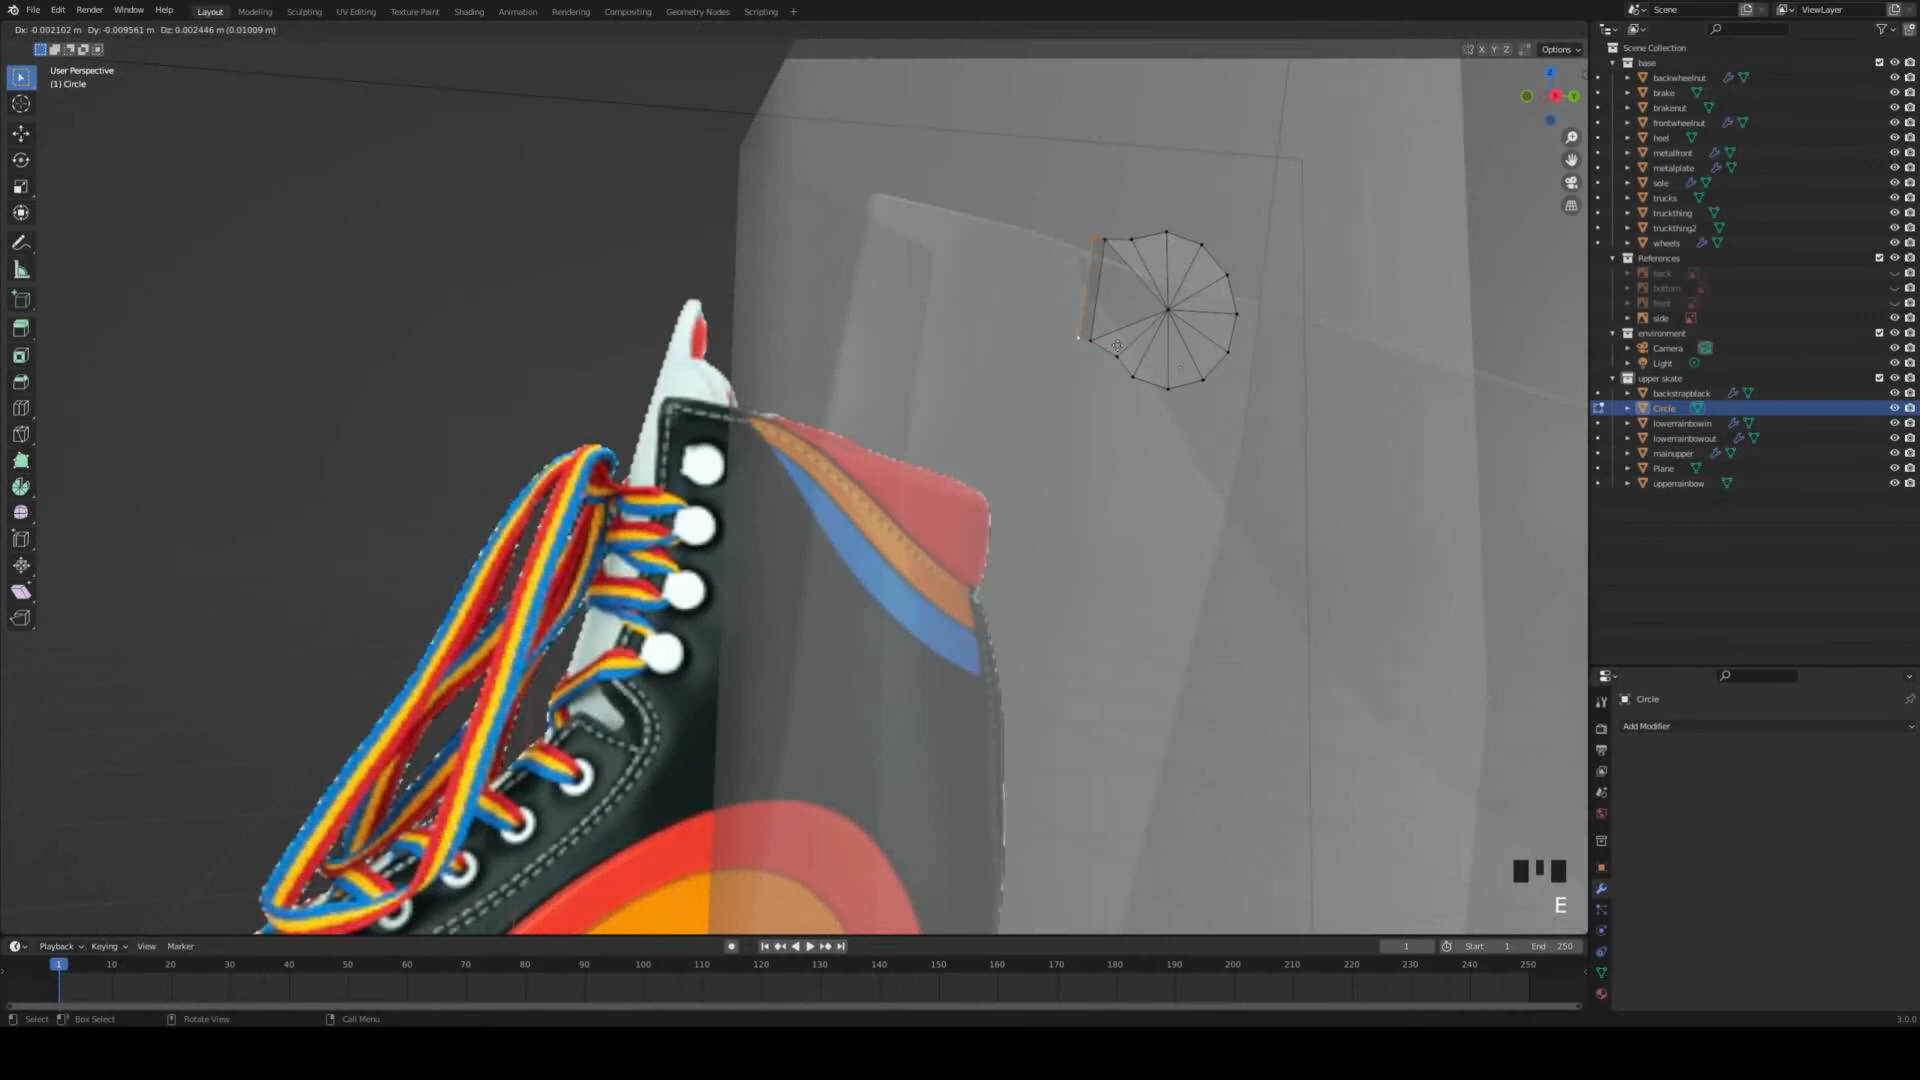 File Edit Render Window Help Layout Modeling Sculpting UV Editing Texture Paint Shading Animation Rendering Compositing Geometry Nodes Scripting + Scene ViewLayer
Dx: -0.002102 m Dy: -0.009561 m Dz: 0.002446 m (0.01009 m)
X Y Z Options
User Perspective
(1) Circle
Z
Y
Scene Collection
base
backwheelnut
brake
brakenut
frontwheelnut
heel
metalfront
metalplate
sole
trucks
truckthing
truckthing2
wheels
References
back
bottom
front
side
environment
Camera
Light
upper skate
backstrapblack
Circle
lowerrainbowin
lowerrainbowout
mainupper
Plane
upperrainbow
Circle
Add Modifier
E
Playback Keying View Marker 1 Start 1 End 250
1 10 20 30 40 50 60 70 80 90 100 110 120 130 140 150 160 170 180 190 200 210 220 230 240 250
Select Box Select Rotate View Call Menu 3.0.0